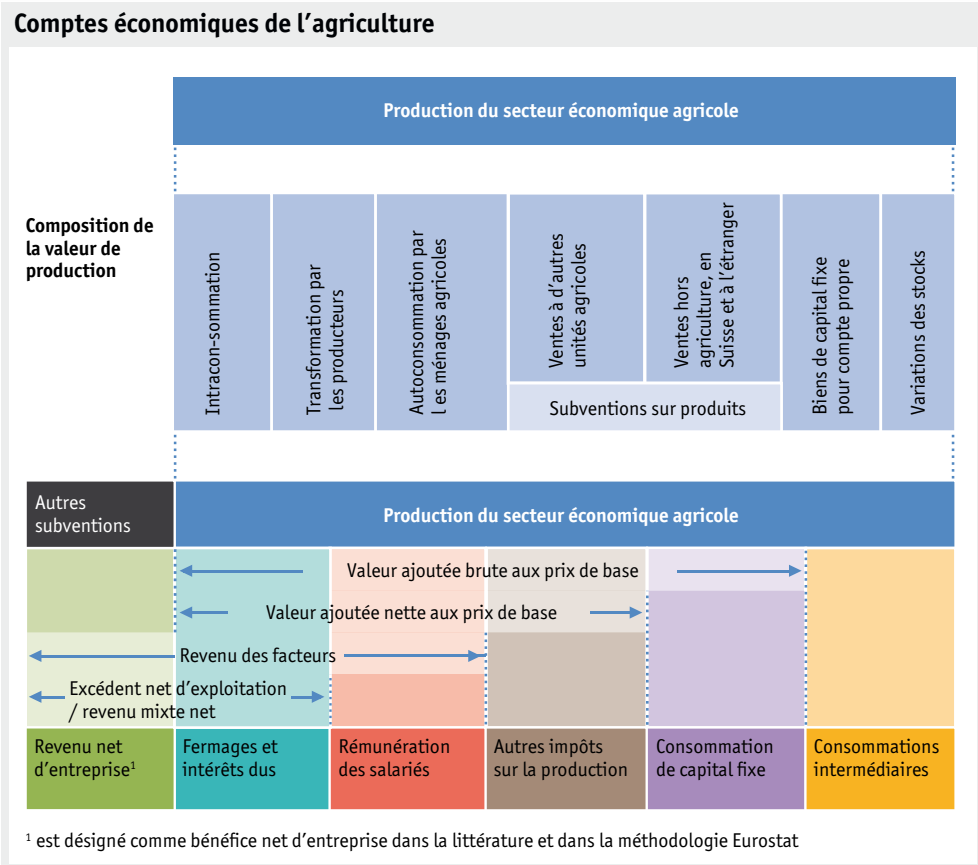 Comptes économiques de l’agriculture
Production du secteur économique agricole
Composition de
la valeur de
production
Intracon-sommation
Transformation par
les producteurs
Autoconsommation par
l es ménages agricoles
Ventes à d’autres
unités agricoles
Ventes hors
agriculture, en
Suisse et à l’étranger
Subventions sur produits
Biens de capital fixe
pour compte propre
Variations des stocks
Autres
subventions
Production du secteur économique agricole
Valeur ajoutée brute aux prix de base
Valeur ajoutée nette aux prix de base
Revenu des facteurs
Excédent net d’exploitation
/ revenu mixte net
Revenu net
d’entreprise¹
Fermages et
intérêts dus
Rémunération
des salariés
Autres impôts
sur la production
Consommation
de capital fixe
Consommations
intermédiaires
¹ est désigné comme bénéfice net d’entreprise dans la littérature et dans la méthodologie Eurostat